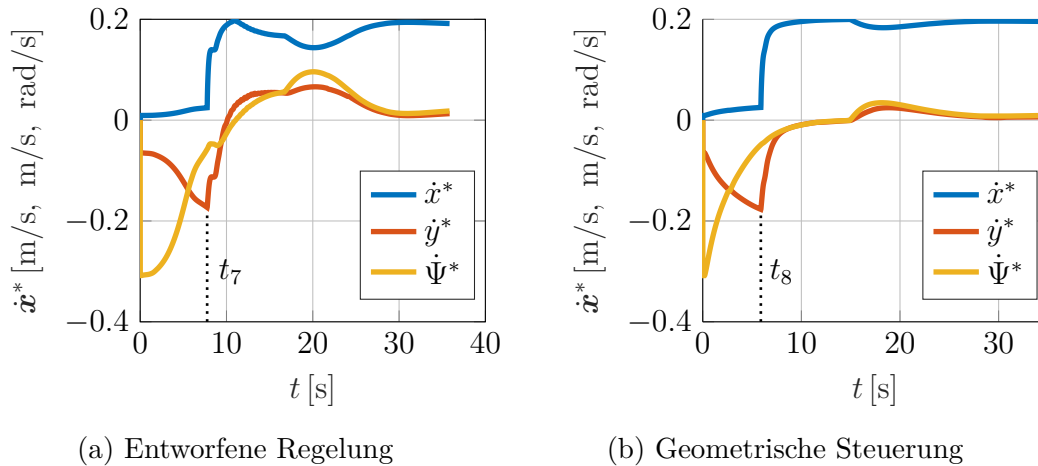 ẋ* [m/s, m/s, rad/s]
0.2
0
−0.2
−0.4
0 10 20 30 40
t [s]
t₇
ẋ*
ẏ*
Ψ̇*
(a) Entworfene Regelung
ẋ* [m/s, m/s, rad/s]
0.2
0
−0.2
−0.4
0 10 20 30
t [s]
t₈
ẋ*
ẏ*
Ψ̇*
(b) Geometrische Steuerung